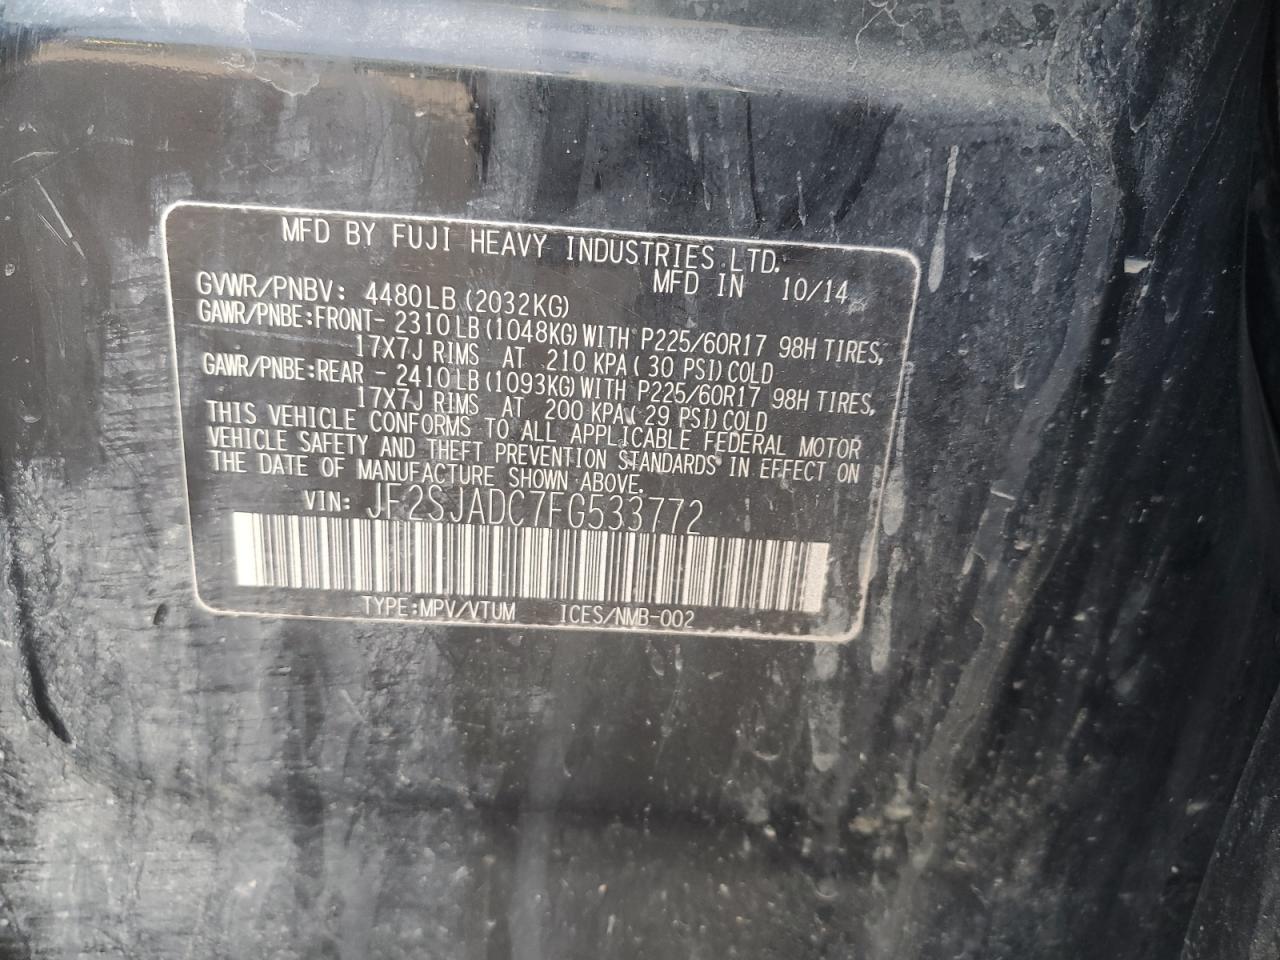 MFD BY FUJI HEAVY INDUSTRIES LTD.
MFD IN 10/14
GVWR/PNBV: 4480LB (2032KG)
GAWR/PNBE:FRONT- 2310LB (1048KG) WITH P225/60R17 98H TIRES,
17X7J RIMS AT 210 KPA (30 PSI) COLD
GAWR/PNBE:REAR - 2410LB (1093KG) WITH P225/60R17 98H TIRES,
17X7J RIMS AT 200 KPA (29 PSI) COLD
THIS VEHICLE CONFORMS TO ALL APPLICABLE FEDERAL MOTOR
VEHICLE SAFETY AND THEFT PREVENTION STANDARDS IN EFFECT ON
THE DATE OF MANUFACTURE SHOWN ABOVE.
VIN: JF2SJADC7FG533772
TYPE:MPV/VTUM ICES/NMB-002